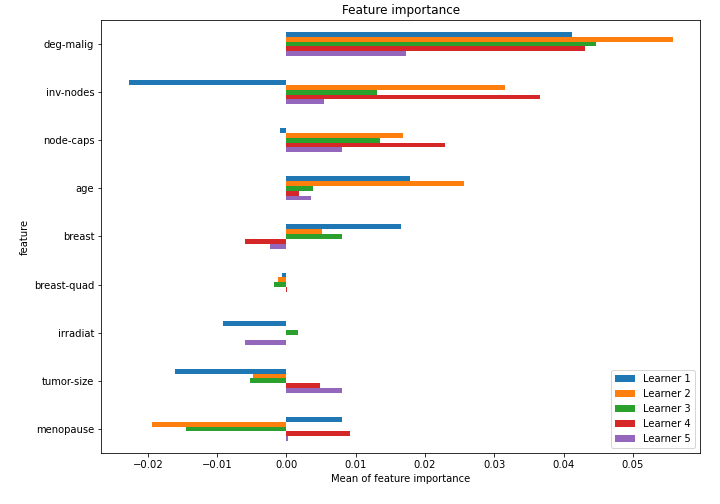 Feature importance
deg-malig
inv-nodes
node-caps
age
breast
breast-quad
irradiat
tumor-size
menopause
feature
−0.02 −0.01 0.00 0.01 0.02 0.03 0.04 0.05
Mean of feature importance
Learner 1
Learner 2
Learner 3
Learner 4
Learner 5